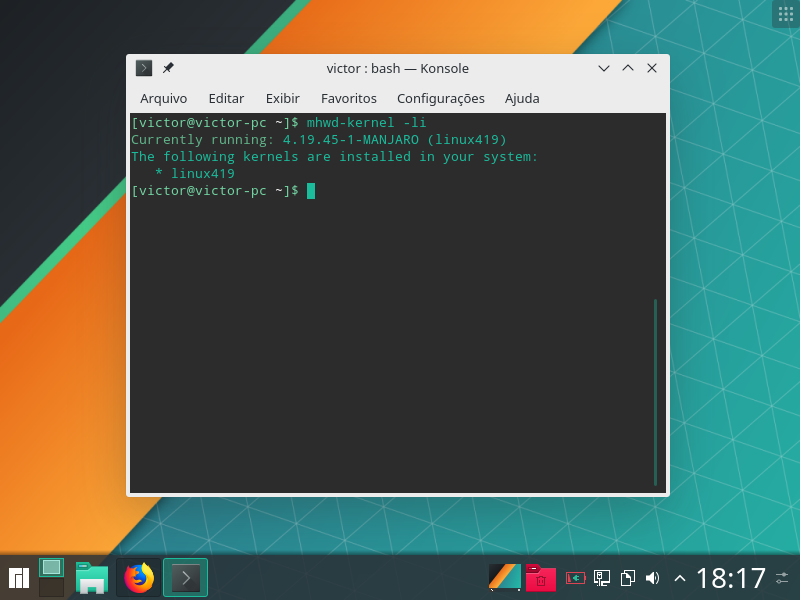 victor : bash — Konsole
Arquivo Editar Exibir Favoritos Configurações Ajuda
[victor@victor-pc ~]$ mhwd-kernel -li
Currently running: 4.19.45-1-MANJARO (linux419)
The following kernels are installed in your system:
   * linux419
[victor@victor-pc ~]$
18:17